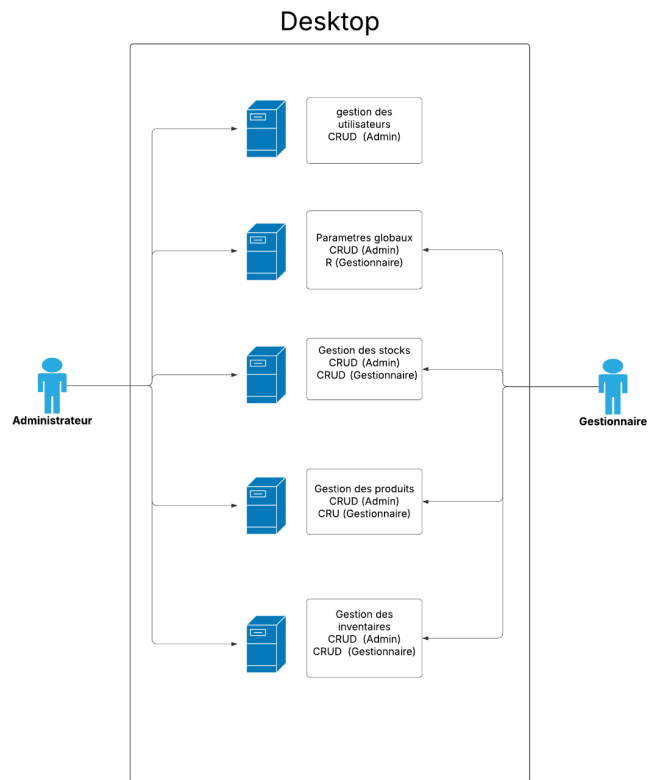 Desktop
gestion des
utilisateurs
CRUD (Admin)
Parametres globaux
CRUD (Admin)
R (Gestionnaire)
Gestion des stocks
CRUD (Admin)
CRUD (Gestionnaire)
Administrateur
Gestionnaire
Gestion des produits
CRUD (Admin)
CRU (Gestionnaire)
Gestion des
inventaires
CRUD (Admin)
CRUD (Gestionnaire)